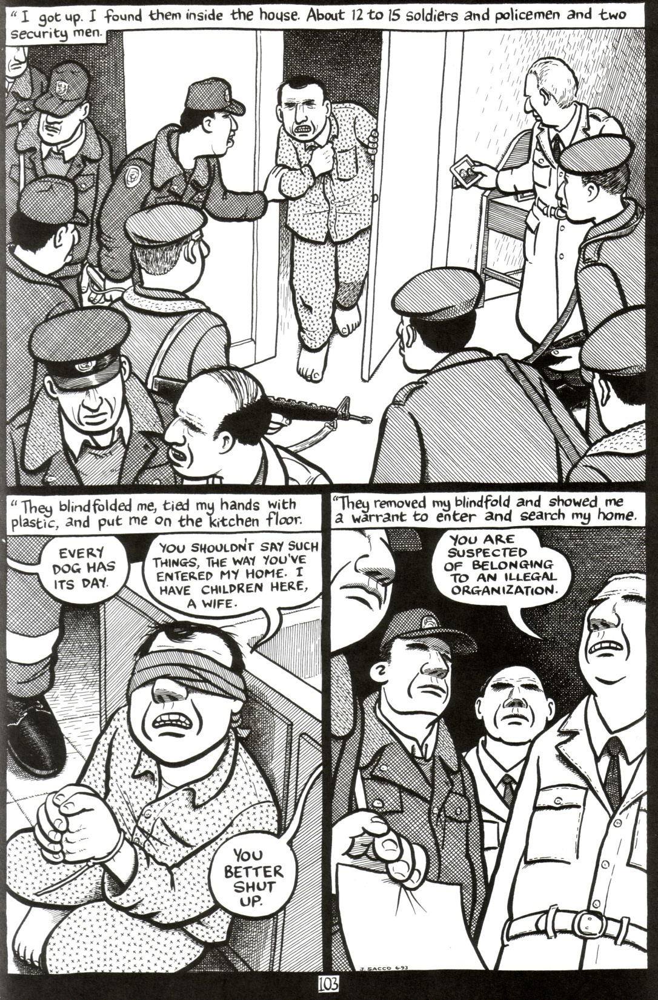 “I got up. I found them inside the house. About 12 to 15 soldiers and policemen and two
security men.
“They blindfolded me, tied my hands with
plastic, and put me on the kitchen floor.
EVERY
DOG HAS
ITS DAY.
YOU SHOULDN'T SAY SUCH
THINGS, THE WAY YOU'VE
ENTERED MY HOME. I
HAVE CHILDREN HERE,
A WIFE.
YOU
BETTER
SHUT
UP.
“They removed my blindfold and showed me
a warrant to enter and search my home.
YOU ARE
SUSPECTED
OF BELONGING
TO AN ILLEGAL
ORGANIZATION.
J. SACCO 6-93
103